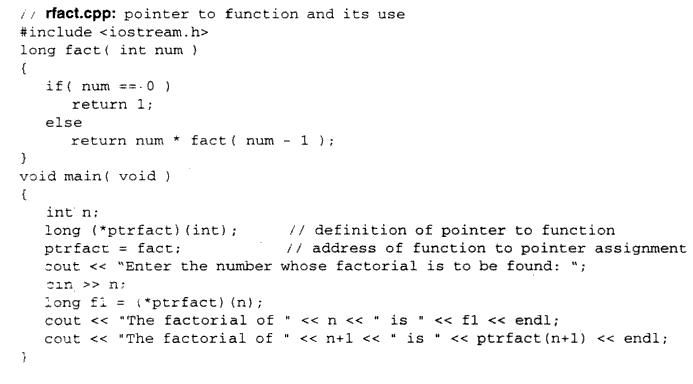 // rfact.cpp: pointer to function and its use
#include <iostream.h>
long fact( int num )
{
if( num == 0 )
return 1;
else
return num * fact( num - 1 );
}
void main( void )
{
int n;
long (*ptrfact)(int); // definition of pointer to function
ptrfact = fact; // address of function to pointer assignment
cout << "Enter the number whose factorial is to be found: ";
cin >> n;
long f1 = (*ptrfact)(n);
cout << "The factorial of " << n << " is " << f1 << endl;
cout << "The factorial of " << n+1 << " is " << ptrfact(n+1) << endl;
}